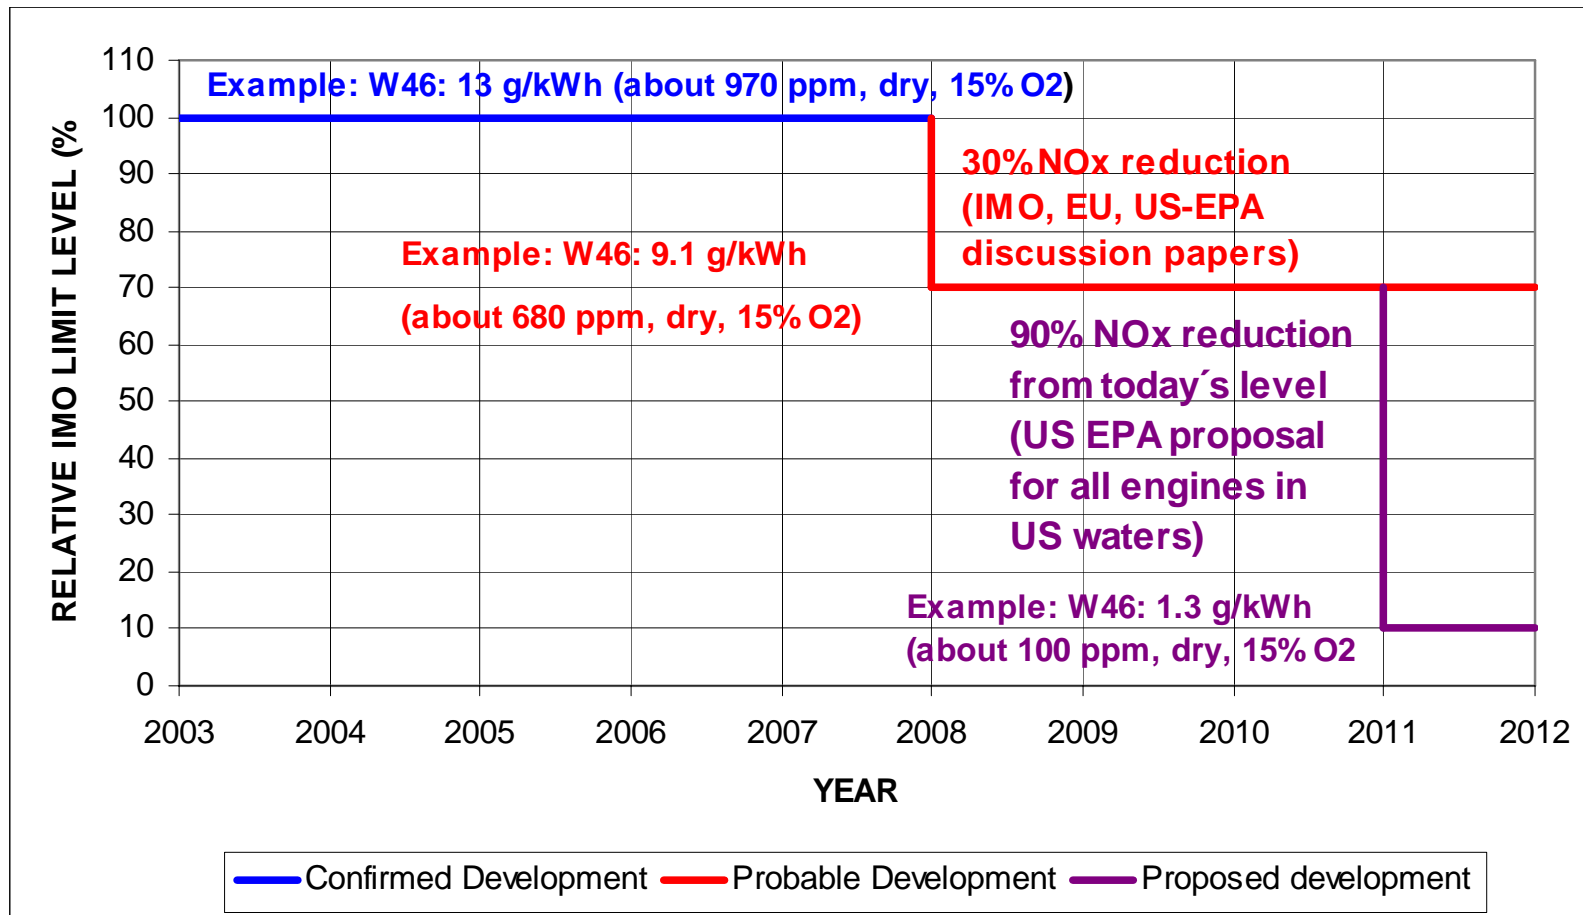 110
Example: W46: 13 g/kWh (about 970 ppm, dry, 15% O2)
100
90
80
70
60
50
40
30
20
10
0
RELATIVE IMO LIMIT LEVEL (%
30% NOx reduction
(IMO, EU, US-EPA
discussion papers)
Example: W46: 9.1 g/kWh
(about 680 ppm, dry, 15% O2)
90% NOx reduction
from today´s level
(US EPA proposal
for all engines in
US waters)
Example: W46: 1.3 g/kWh
(about 100 ppm, dry, 15% O2
2003 2004 2005 2006 2007 2008 2009 2010 2011 2012
YEAR
Confirmed Development Probable Development Proposed development